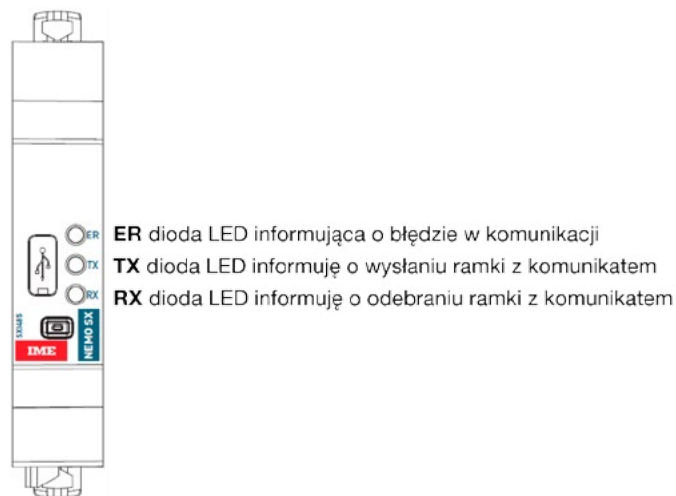 ER
ER dioda LED informująca o błędzie w komunikacji
TX
TX dioda LED informuję o wysłaniu ramki z komunikatem
RX
RX dioda LED informuję o odebraniu ramki z komunikatem
SXI485
NEMO SX
IME